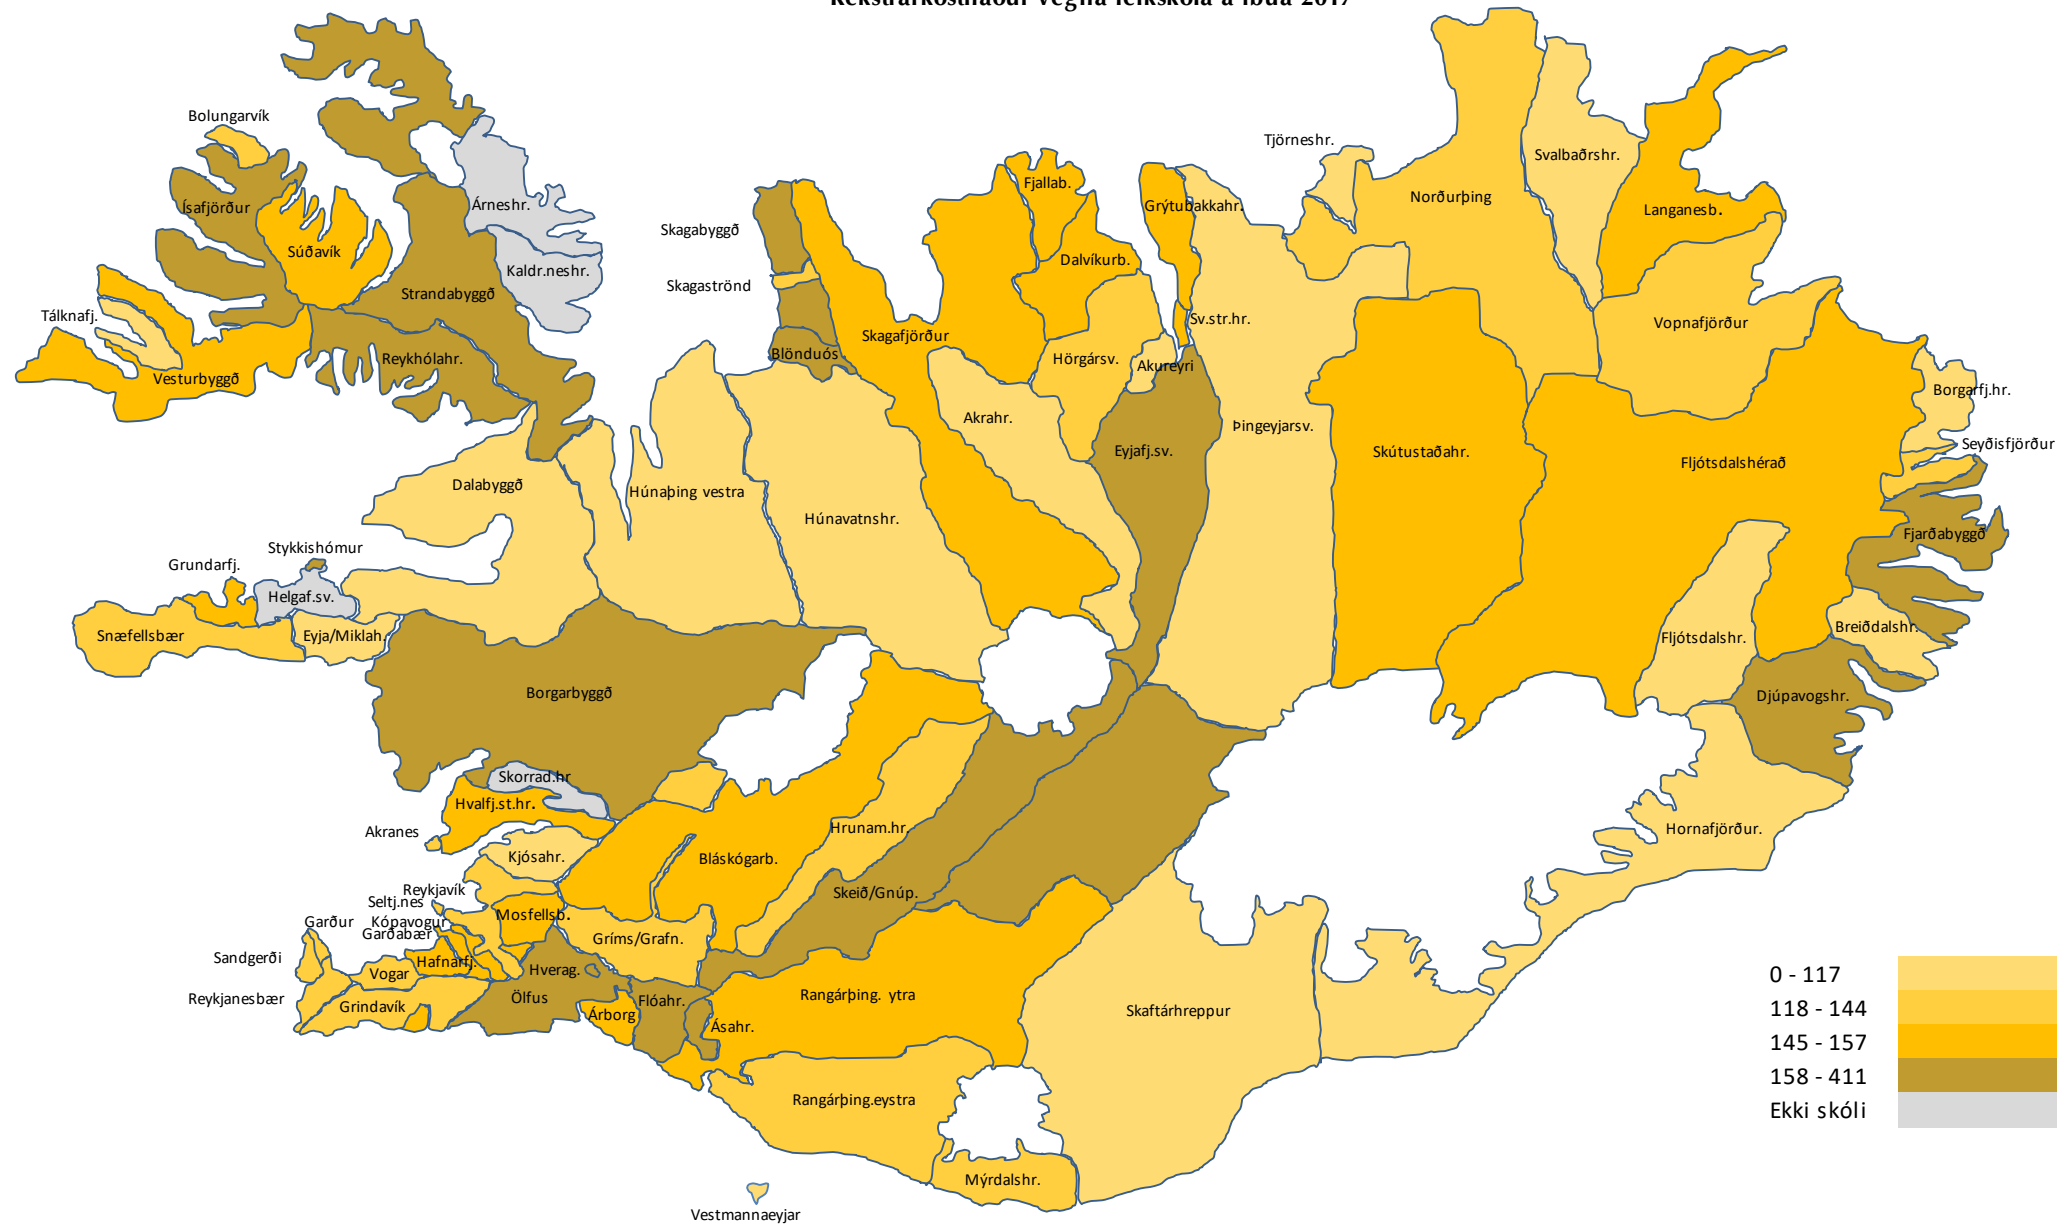 Rekstrarkostnaður vegna leikskóla á íbúa 2017
Bolungarvík
Ísafjörður
Súðavík
Árneshr.
Kaldr.neshr.
Strandabyggð
Tálknafj.
Vesturbyggð
Reykhólahr.
Skagabyggð
Skagaströnd
Blönduós
Skagafjörður
Fjallab.
Dalvíkurb.
Grýtubakkahr.
Sv.str.hr.
Hörgársv.
Akureyri
Akrahr.
Eyjafj.sv.
Tjörneshr.
Norðurþing
Svalbaðrshr.
Langanesb.
Vopnafjörður
Þingeyjarsv.
Skútustaðahr.
Fljótsdalshérað
Borgarfj.hr.
Seyðisfjörður
Fjarðabyggð
Breiðdalshr.
Fljótsdalshr.
Djúpavogshr.
Hornafjörður.
Dalabyggð
Húnaþing vestra
Húnavatnshr.
Stykkishómur
Grundarfj.
Helgaf.sv.
Snæfellsbær
Eyja/Miklah.
Borgarbyggð
Skorrad.hr
Hvalfj.st.hr.
Akranes
Kjósahr.
Reykjavík
Seltj.nes
Kópavogur
Garðabær
Mosfellsb.
Garður
Sandgerði
Reykjanesbær
Vogar
Hafnarfj.
Grindavík
Hverag.
Ölfus
Gríms/Grafn.
Bláskógarb.
Hrunam.hr.
Skeið/Gnúp.
Flóahr.
Árborg
Ásahr.
Rangárþing. ytra
Rangárþing.eystra
Skaftárhreppur
Mýrdalshr.
Vestmannaeyjar
0 - 117
118 - 144
145 - 157
158 - 411
Ekki skóli